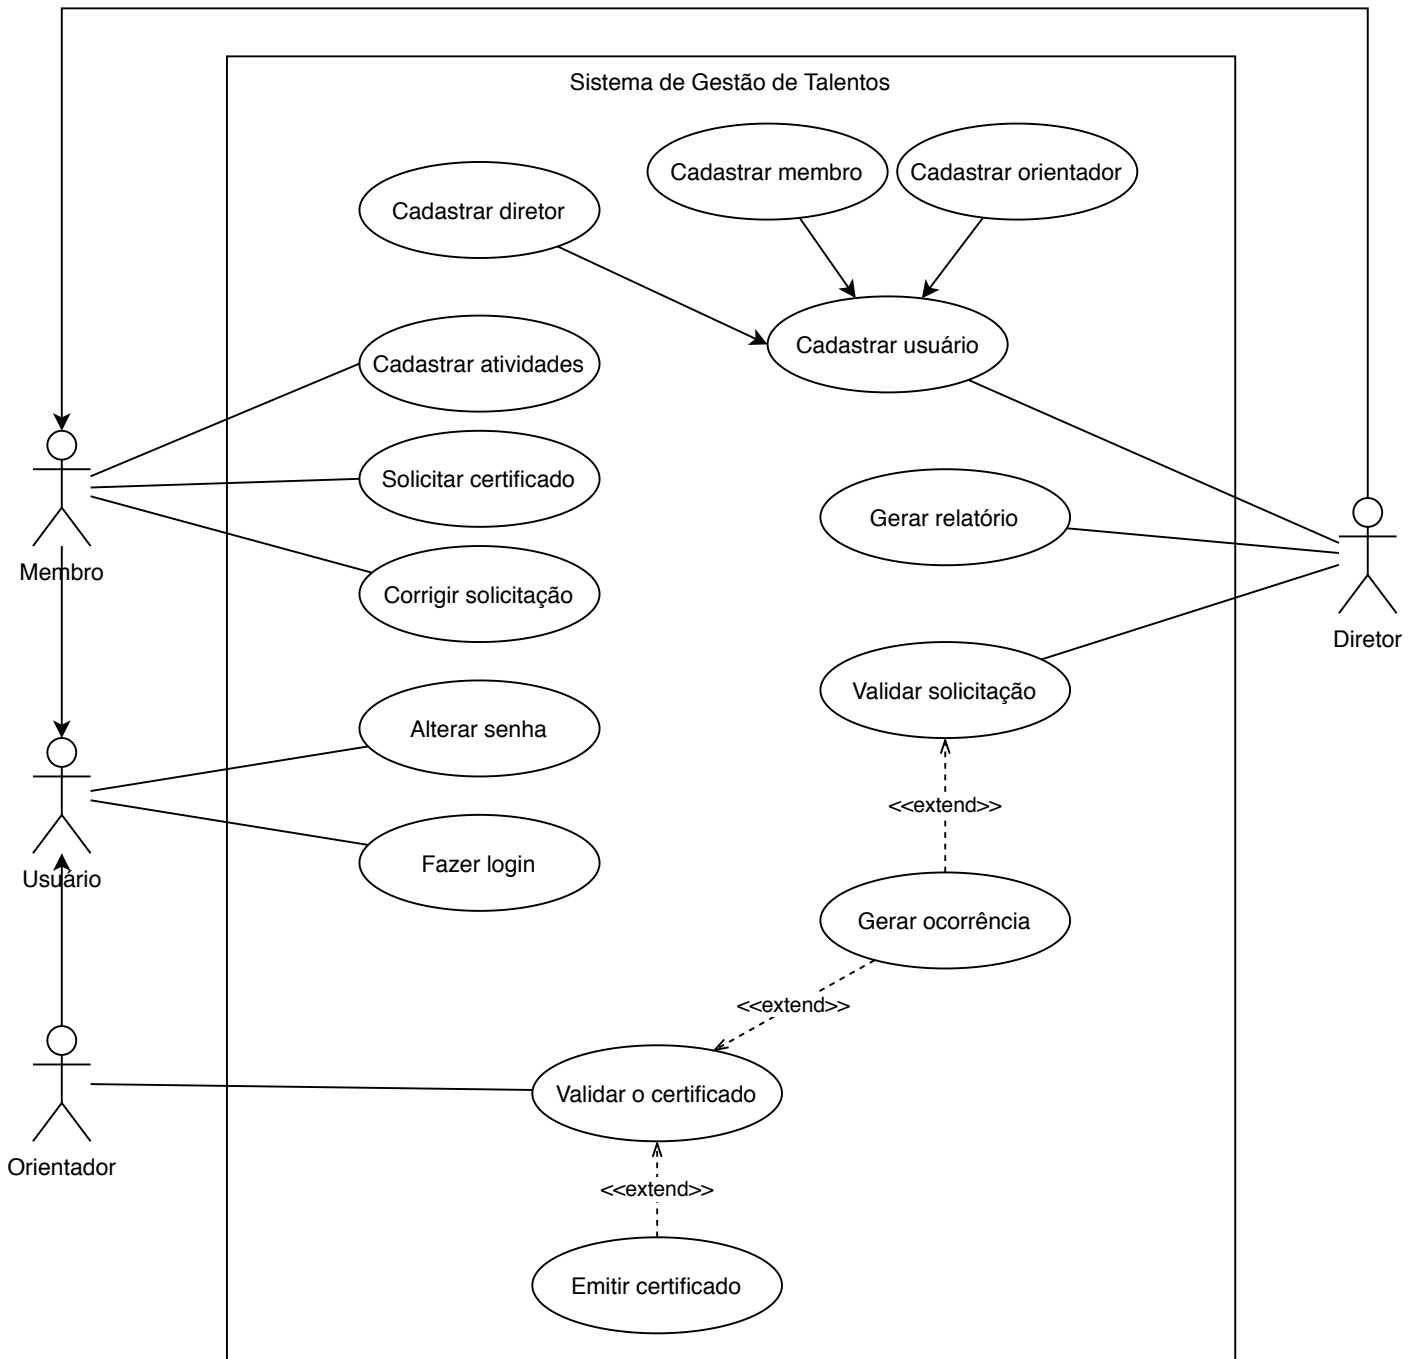 Sistema de Gestão de Talentos
Cadastrar membro
Cadastrar orientador
Cadastrar diretor
Cadastrar usuário
Cadastrar atividades
Solicitar certificado
Gerar relatório
Membro
Corrigir solicitação
Diretor
Validar solicitação
Alterar senha
<<extend>>
Fazer login
Usuário
Gerar ocorrência
<<extend>>
Validar o certificado
Orientador
<<extend>>
Emitir certificado